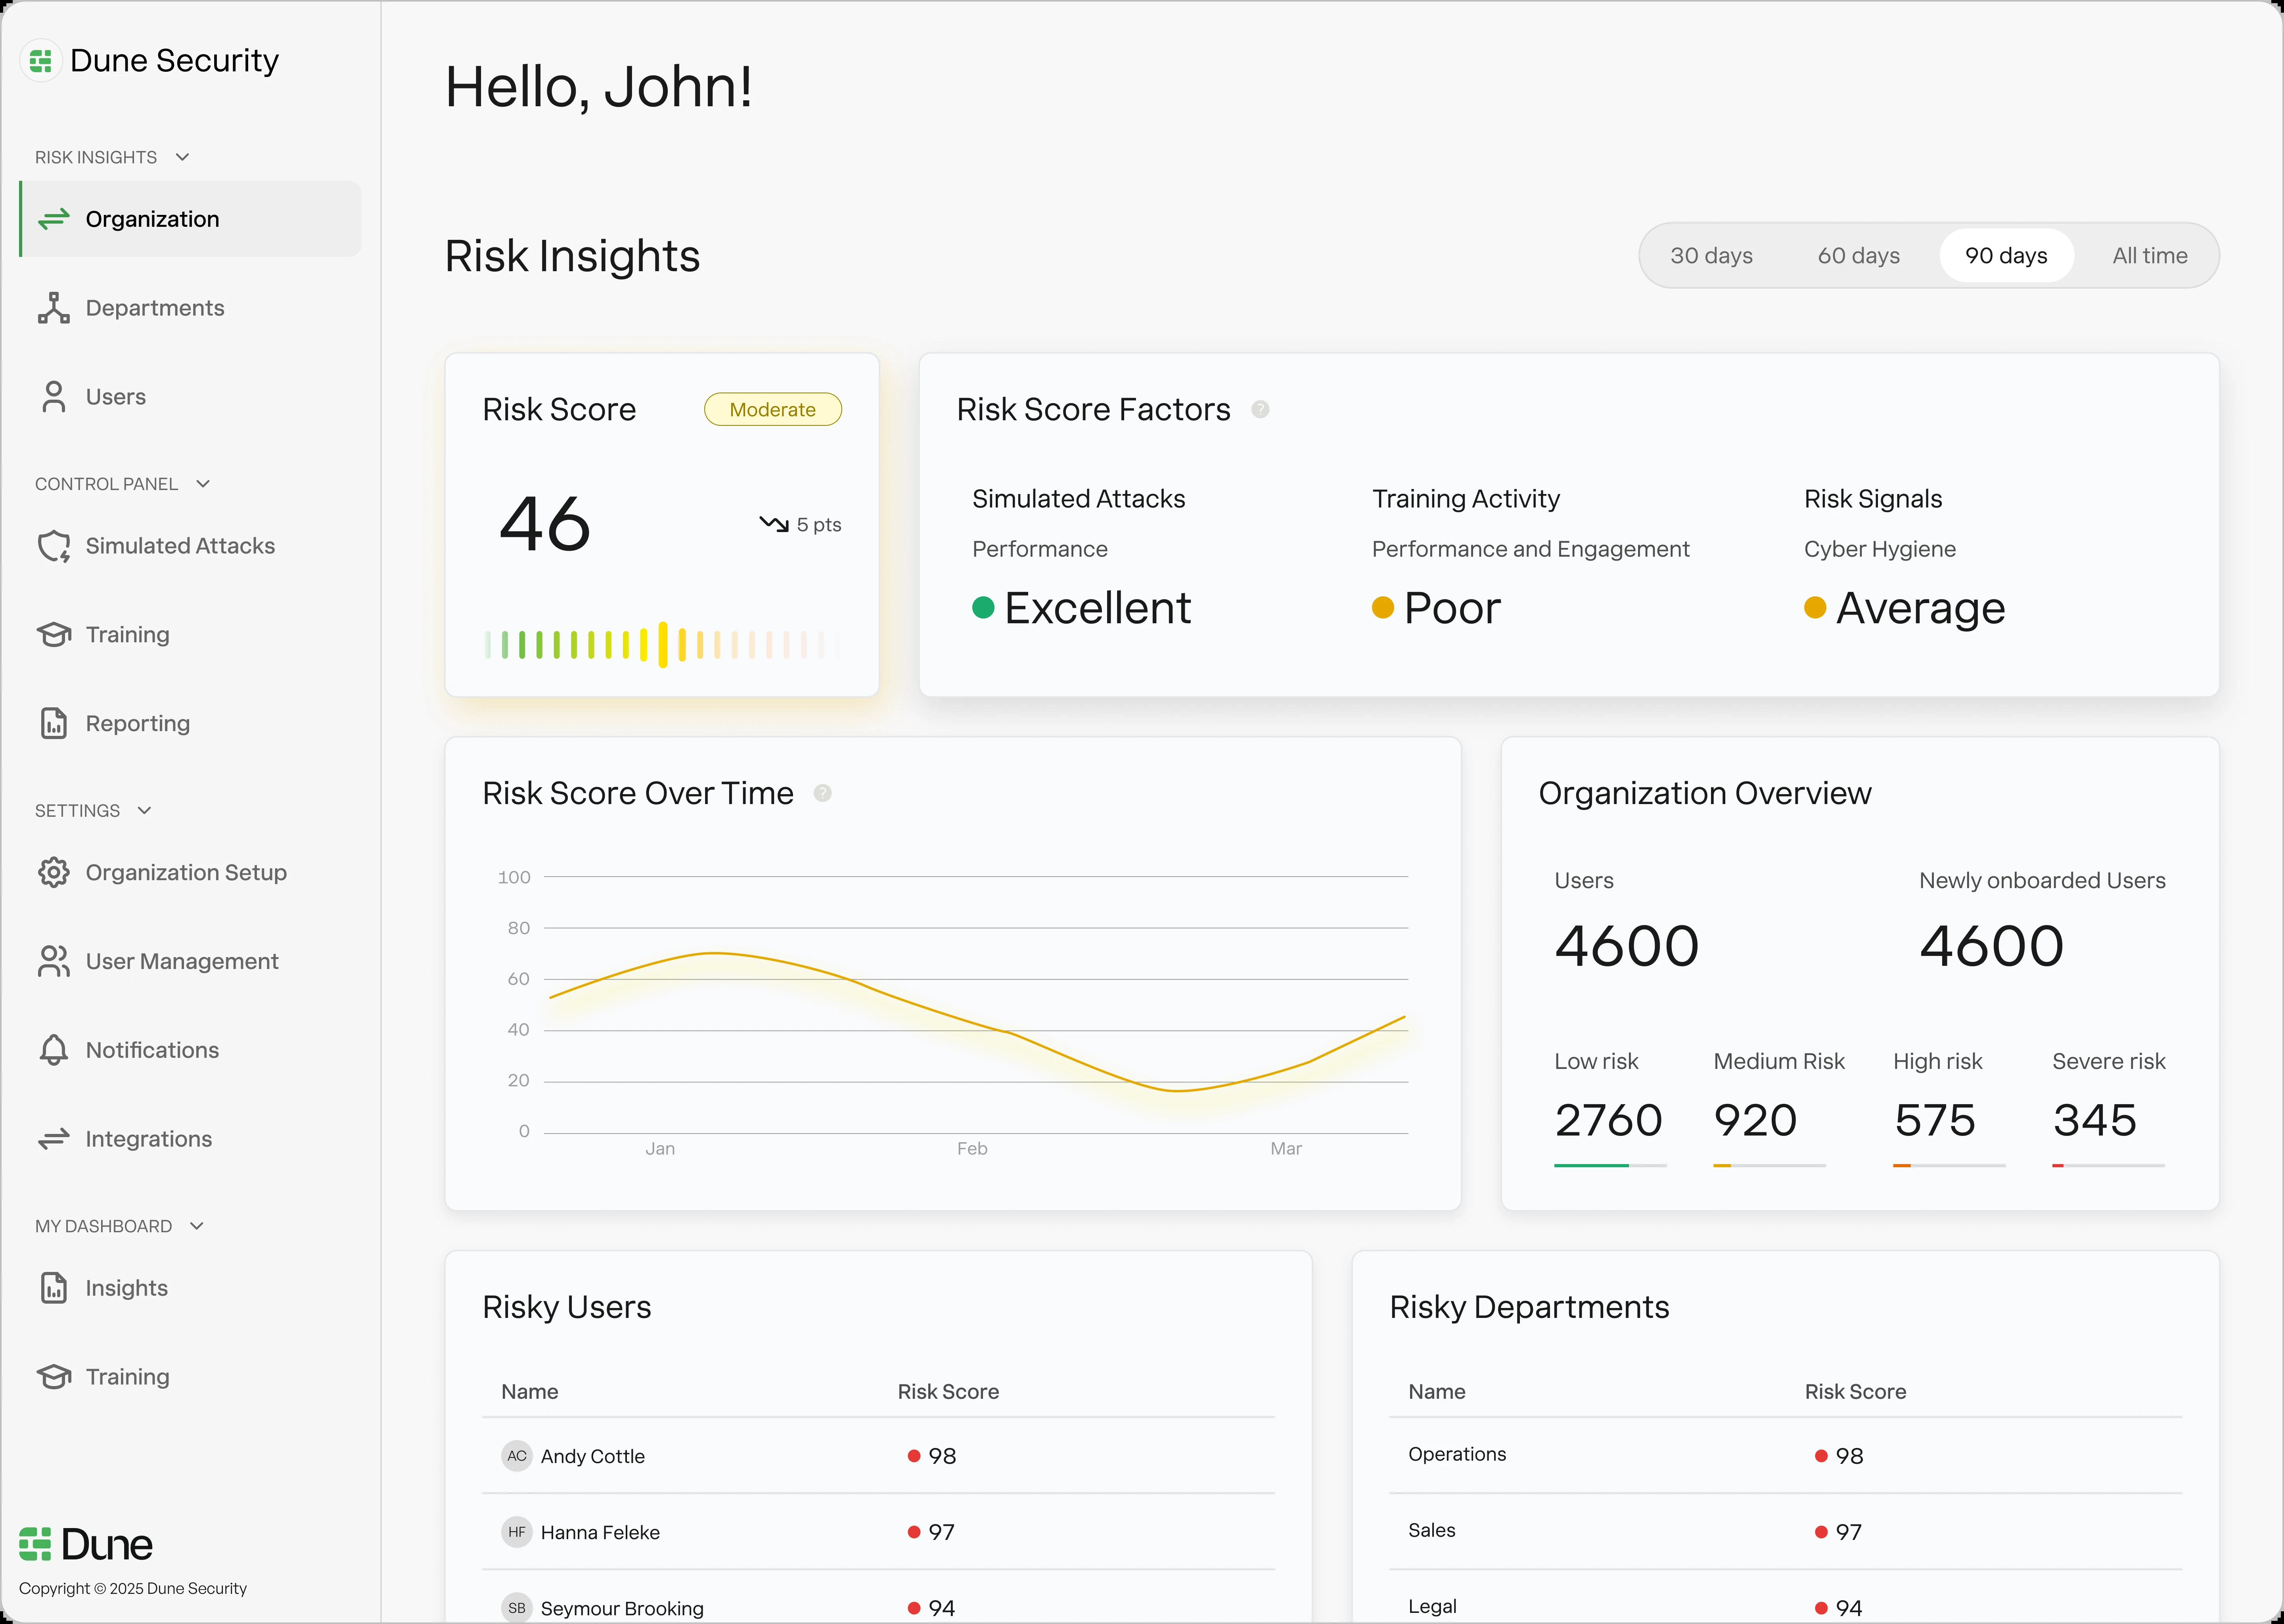 Dune Security
RISK INSIGHTS
Organization
Departments
Users
CONTROL PANEL
Simulated Attacks
Training
Reporting
SETTINGS
Organization Setup
User Management
Notifications
Integrations
MY DASHBOARD
Insights
Training
Dune
Copyright © 2025 Dune Security
Hello, John!
Risk Insights
30 days 60 days 90 days All time
Risk Score Moderate
46 5 pts
Risk Score Factors ?
Simulated Attacks
Performance
Excellent
Training Activity
Performance and Engagement
Poor
Risk Signals
Cyber Hygiene
Average
Risk Score Over Time ?
100
80
60
40
20
0
Jan Feb Mar
Organization Overview
Users Newly onboarded Users
4600 4600
Low risk Medium Risk High risk Severe risk
2760 920 575 345
Risky Users
Name Risk Score
AC Andy Cottle 98
HF Hanna Feleke 97
SB Seymour Brooking 94
Risky Departments
Name Risk Score
Operations 98
Sales 97
Legal 94